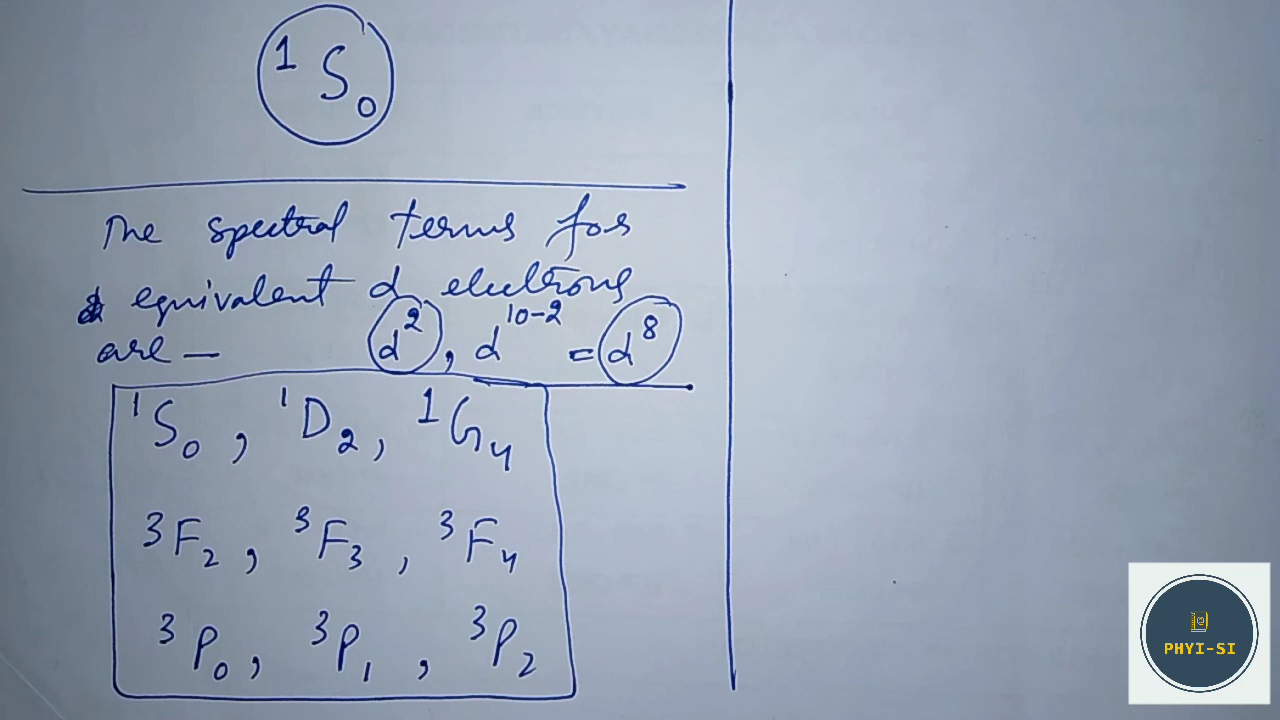 ¹S₀
The spectral terms for
equivalent d electrons
are — d², d¹⁰⁻² = d⁸
¹S₀, ¹D₂, ¹G₄
³F₂, ³F₃, ³F₄
³P₀, ³P₁, ³P₂
PHYI-SI